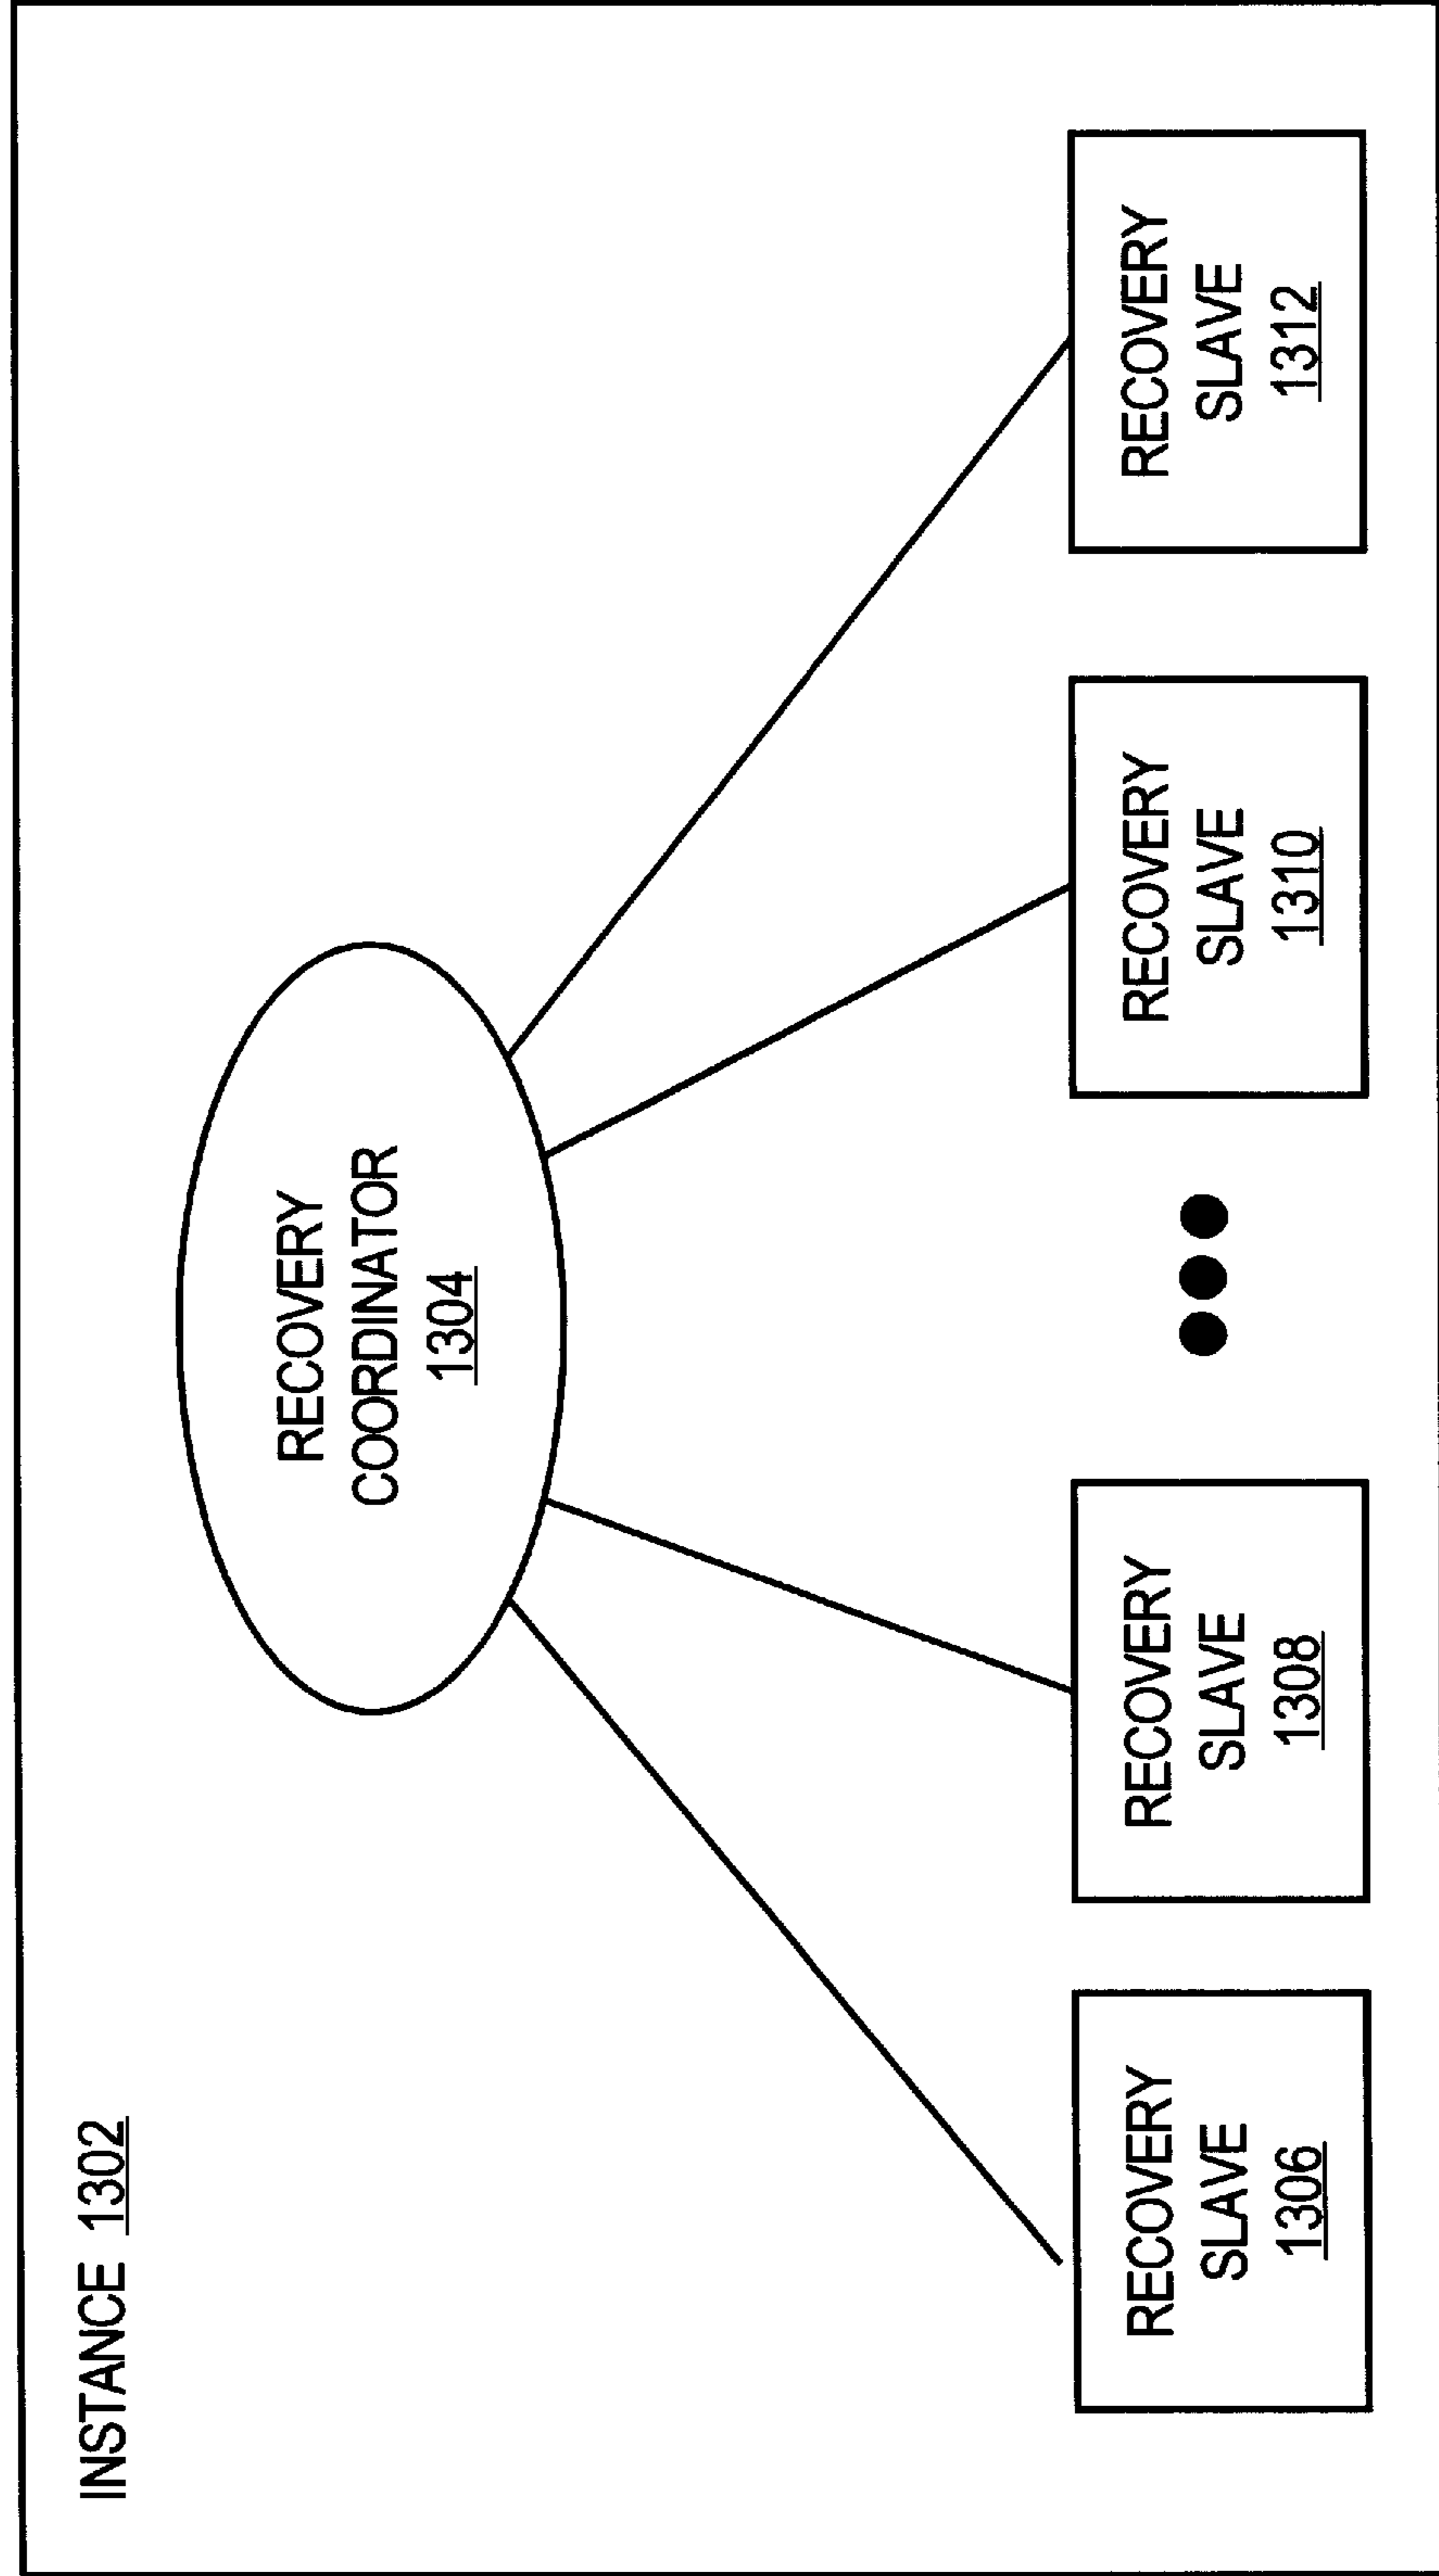 INSTANCE 1302
RECOVERY
COORDINATOR
1304
RECOVERY
SLAVE
1306
RECOVERY
SLAVE
1308
RECOVERY
SLAVE
1310
RECOVERY
SLAVE
1312